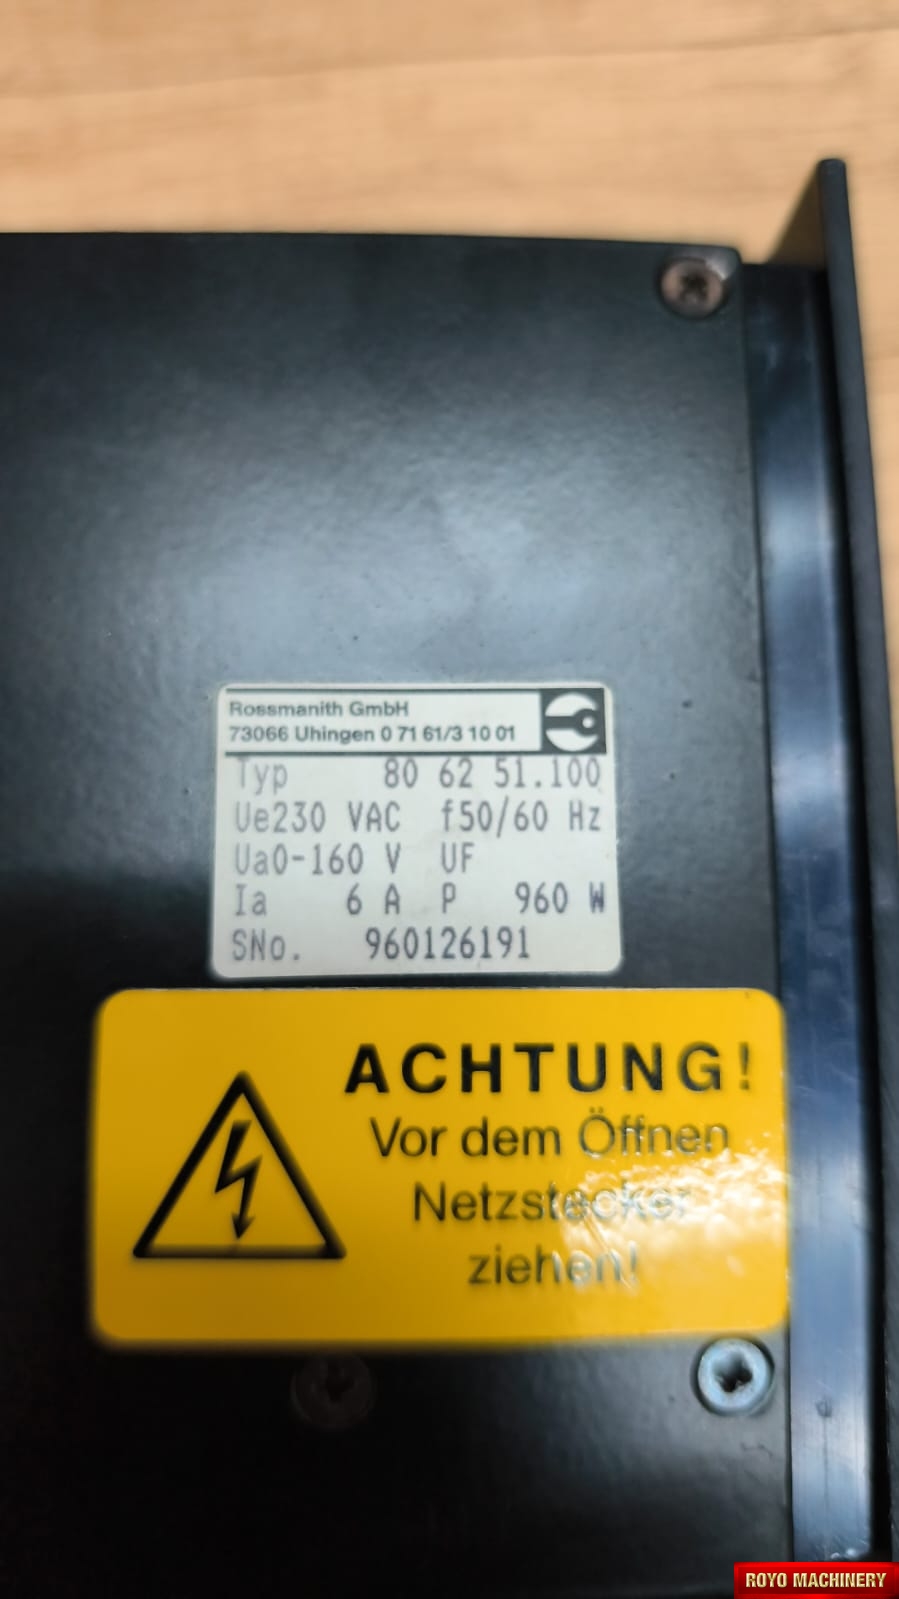 Rossmanith GmbH
73066 Uhingen 0 71 61/3 10 01
Typ 80 62 51.100
Ue230 VAC f50/60 Hz
Ua0-160 V UF
Ia 6 A P 960 W
SNo. 960126191
ACHTUNG!
Vor dem Öffnen
Netzstecker
ziehen!
ROYO MACHINERY